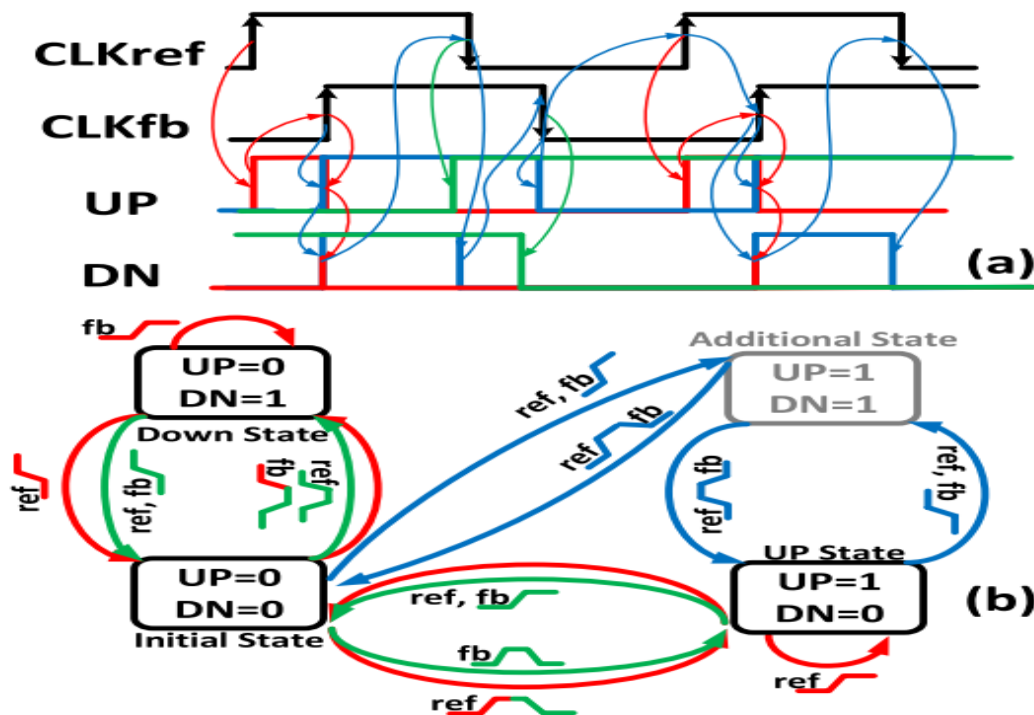 CLKref
CLKfb
UP
DN
(a)
fb
UP=0
DN=1
Down State
Additional State
UP=1
DN=1
ref, fb
ref fb
ref
ref, fb
fb
ref
ref fb
ref, fb
UP=0
DN=0
Initial State
UP State
UP=1
DN=0
(b)
ref, fb
fb
ref
ref